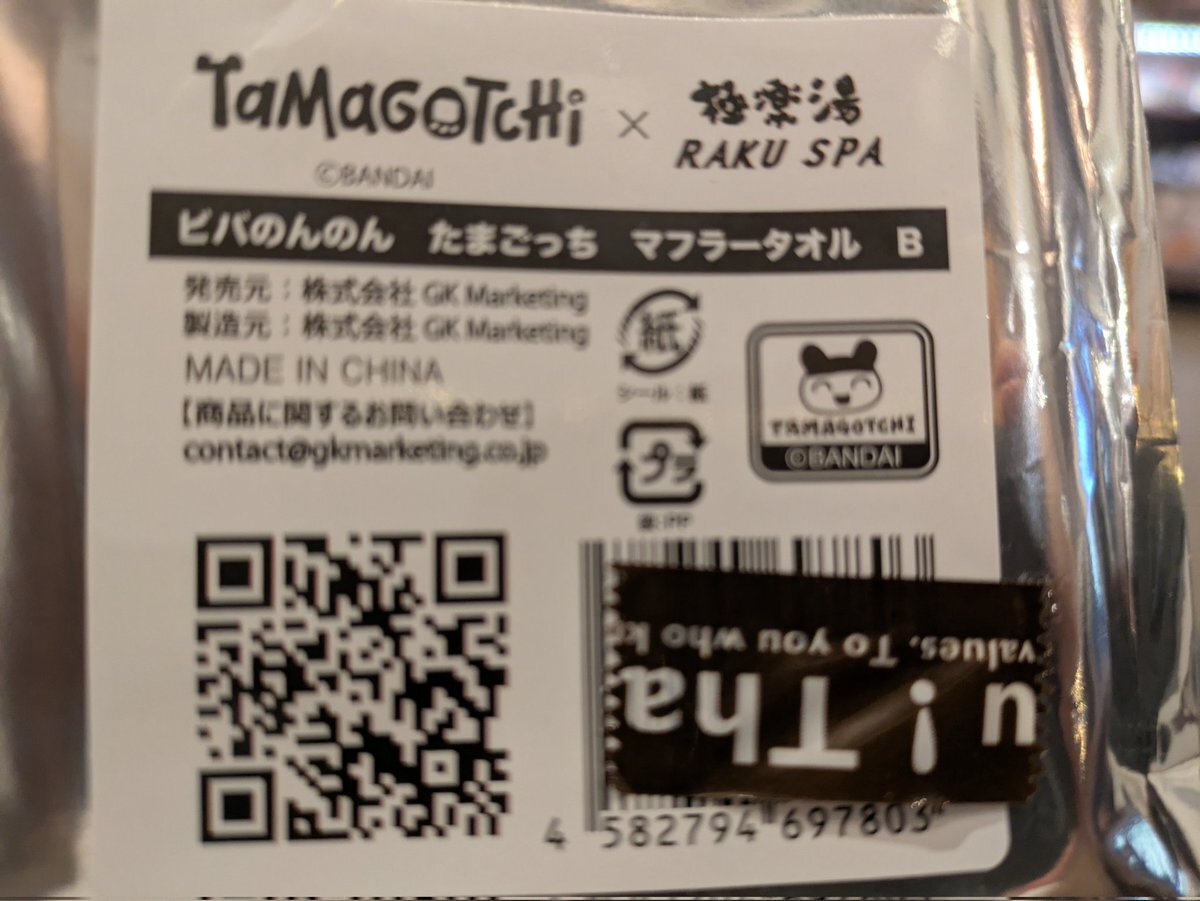 TaMaGOTCHi × 極楽湯 RAKU SPA
©BANDAI
ビバのんのん たまごっち マフラータオル B
発売元：株式会社 GK Marketing
製造元：株式会社 GK Marketing
MADE IN CHINA
【商品に関するお問い合わせ】
contact@gkmarketing.co.jp
紙
シール：紙
プラ
袋：PP
TAMAGOTCHI
©BANDAI
values. To you who k
u! Tha
4 582794 697803